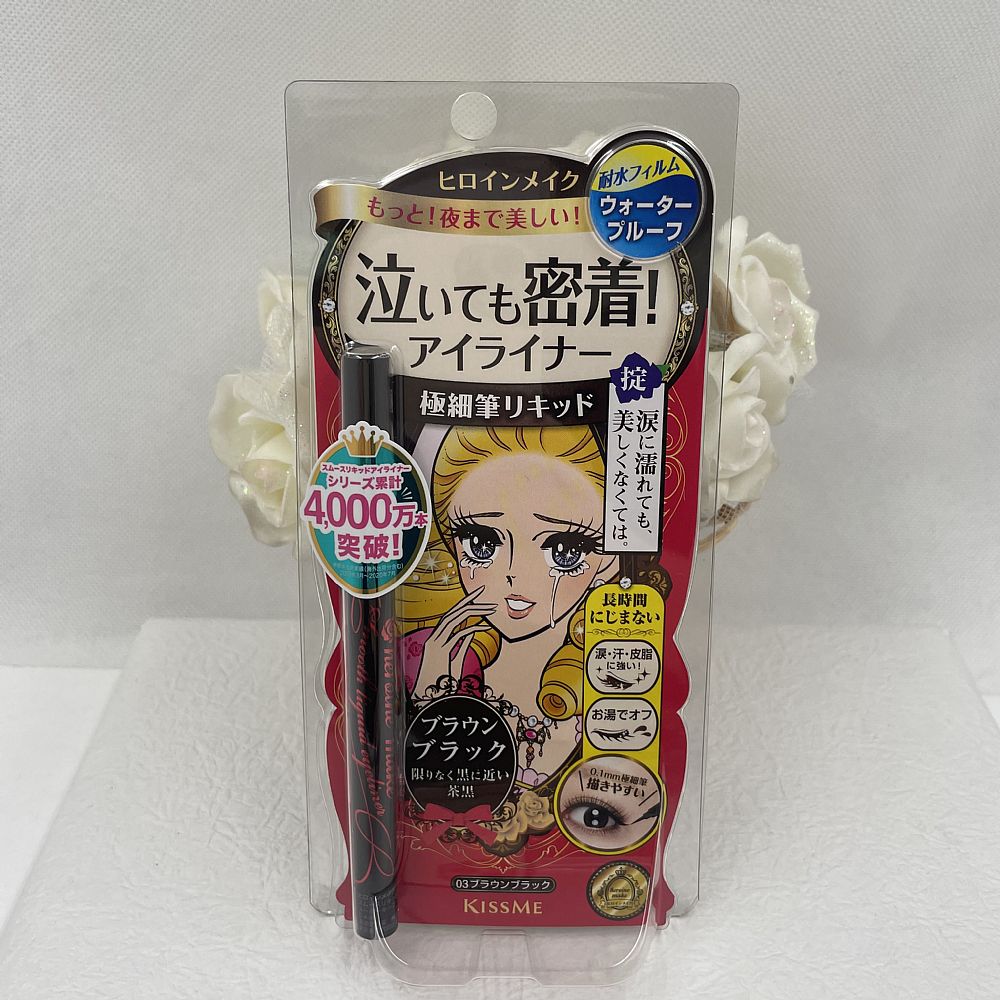 ヒロインメイク
もっと!夜まで美しい!
耐水フィルム
ウォーター
プルーフ
泣いても密着!
アイライナー
極細筆リキッド
掟
涙に濡れても、
美しくなくては。
スムースリキッドアイライナー
シリーズ累計
4,000万本
突破!
長時間
にじまない
涙・汗・皮脂
に強い!
お湯でオフ
0.1mm極細筆
描きやすい
ブラウン
ブラック
限りなく黒に近い
茶黒
heroine make
Smooth liquid eyeliner
03ブラウンブラック
KISSME
heroine
make